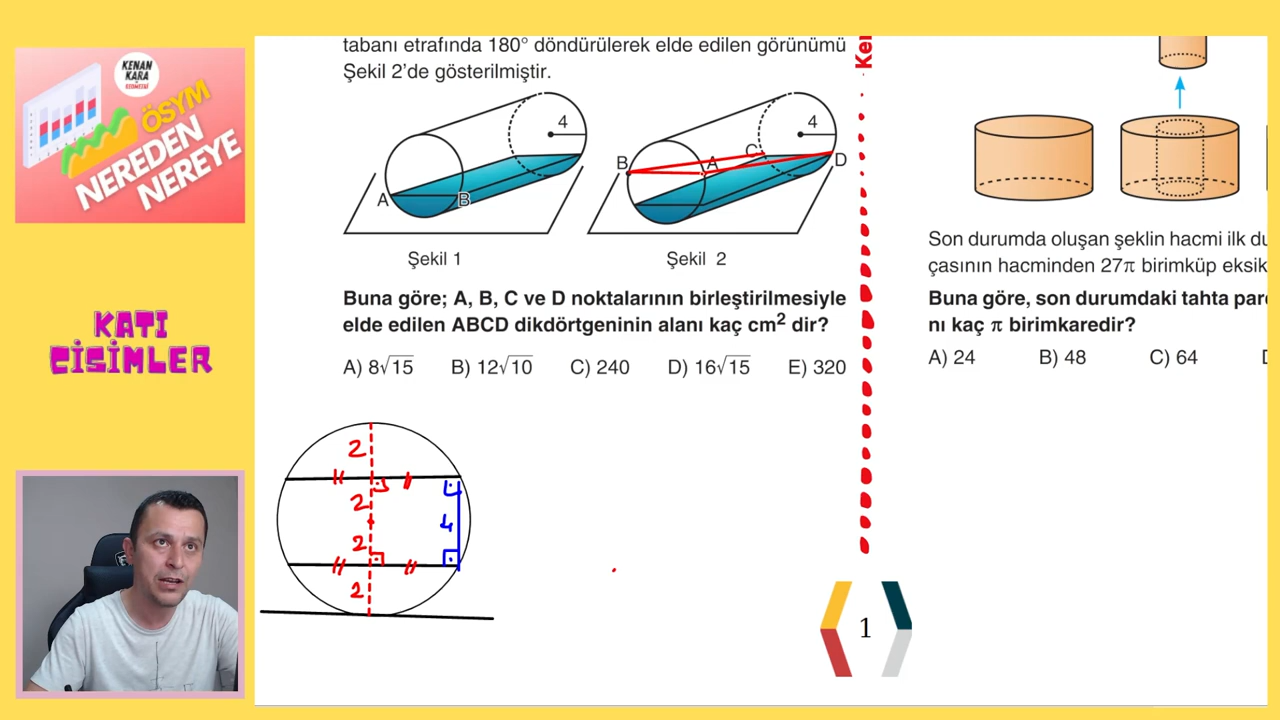 KENAN
KARA
GEOMETRİ
ÖSYM
NEREDEN
NEREYE
KATI
CİSİMLER
tabanı etrafında 180° döndürülerek elde edilen görünümü
Şekil 2'de gösterilmiştir.
4
A
B
Şekil 1
4
B
A
C
D
Şekil 2
Buna göre; A, B, C ve D noktalarının birleştirilmesiyle
elde edilen ABCD dikdörtgeninin alanı kaç cm² dir?
A) 8√15 B) 12√10 C) 240 D) 16√15 E) 320
2
2
2
2
4
1
Ker
Son durumda oluşan şeklin hacmi ilk du
çasının hacminden 27π birimküp eksik
Buna göre, son durumdaki tahta par
nı kaç π birimkaredir?
A) 24 B) 48 C) 64